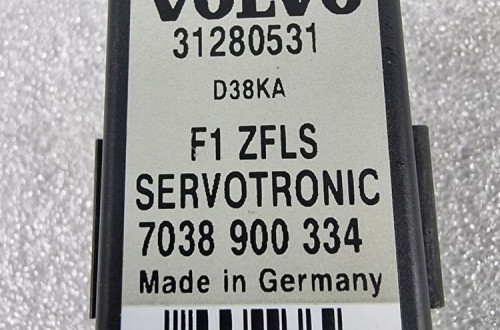 VOLVO
31280531
D38KA
F1 ZFLS
SERVOTRONIC
7038 900 334
Made in Germany